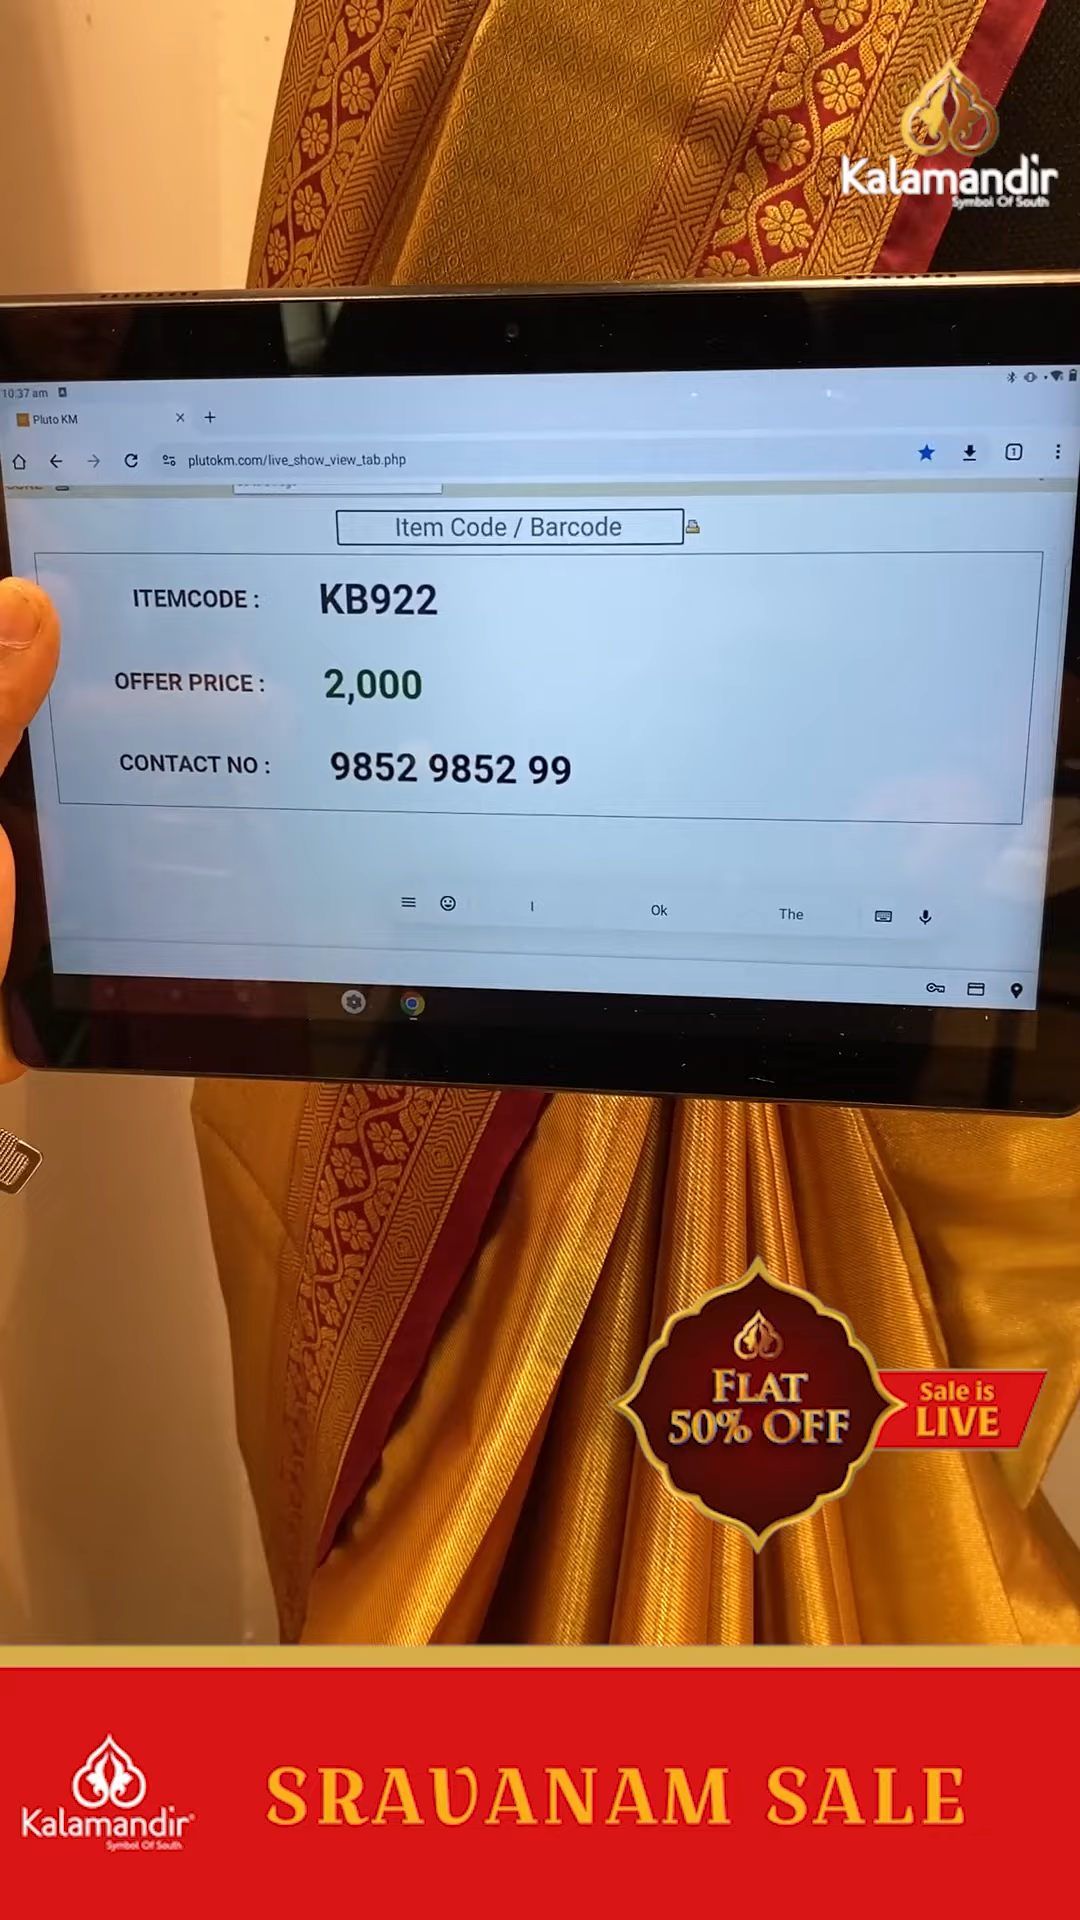 Kalamandir
Symbol Of South
10:37 am
Pluto KM
plutokm.com/live_show_view_tab.php
Item Code / Barcode
ITEMCODE : KB922
OFFER PRICE : 2,000
CONTACT NO : 9852 9852 99
I Ok The
FLAT
50% OFF
Sale is
LIVE
Kalamandir
Symbol Of South
SRAVANAM SALE